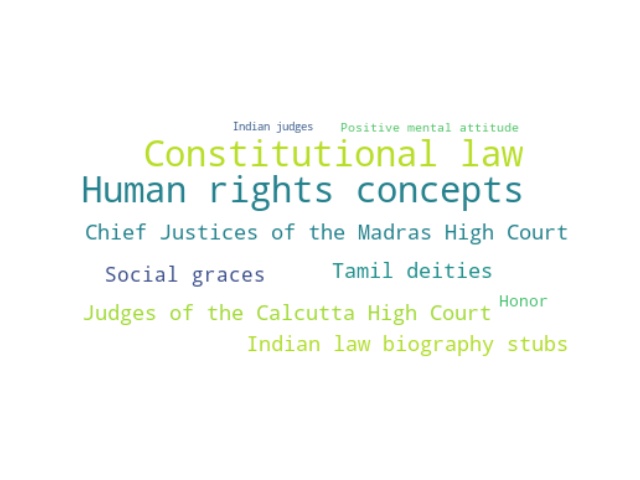 Indian judges Positive mental attitude
Constitutional law
Human rights concepts
Chief Justices of the Madras High Court
Social graces Tamil deities
Judges of the Calcutta High Court Honor
Indian law biography stubs